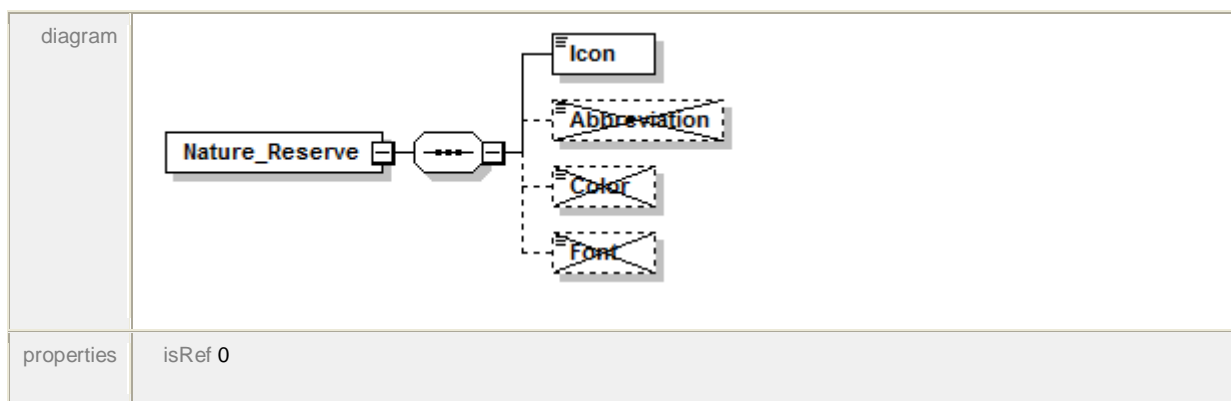 diagram
Icon
Abbreviation
Nature_Reserve
Color
Font
properties
isRef 0